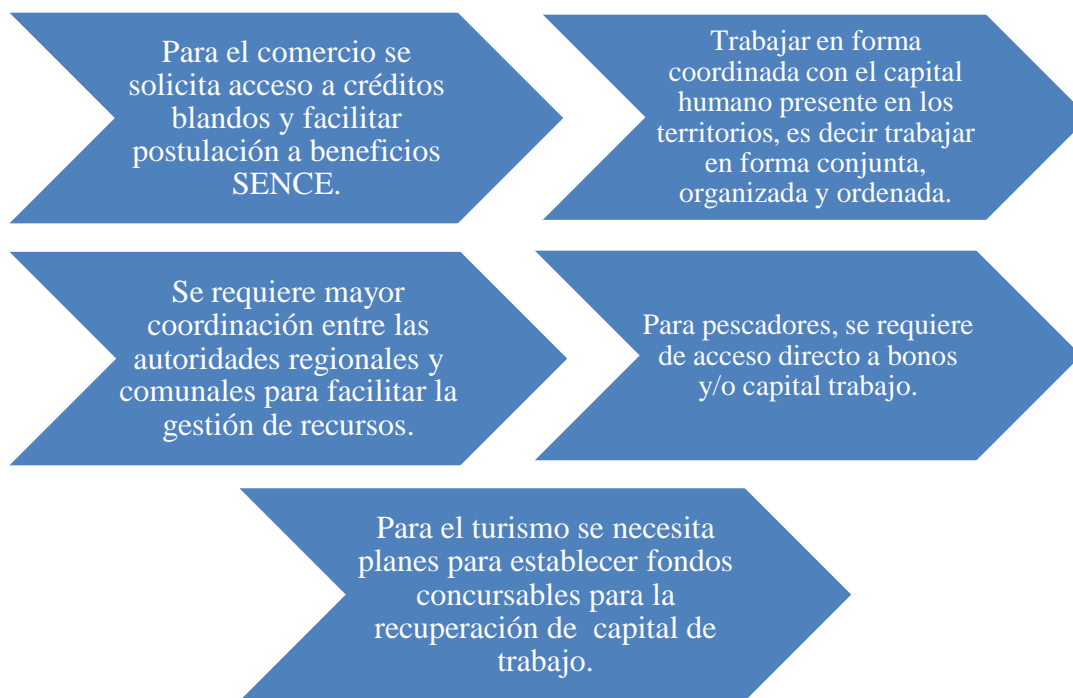 Para el comercio se
solicita acceso a créditos
blandos y facilitar
postulación a beneficios
SENCE.
Trabajar en forma
coordinada con el capital
humano presente en los
territorios, es decir trabajar
en forma conjunta,
organizada y ordenada.
Se requiere mayor
coordinación entre las
autoridades regionales y
comunales para facilitar la
gestión de recursos.
Para pescadores, se requiere
de acceso directo a bonos
y/o capital trabajo.
Para el turismo se necesita
planes para establecer fondos
concursables para la
recuperación de capital de
trabajo.